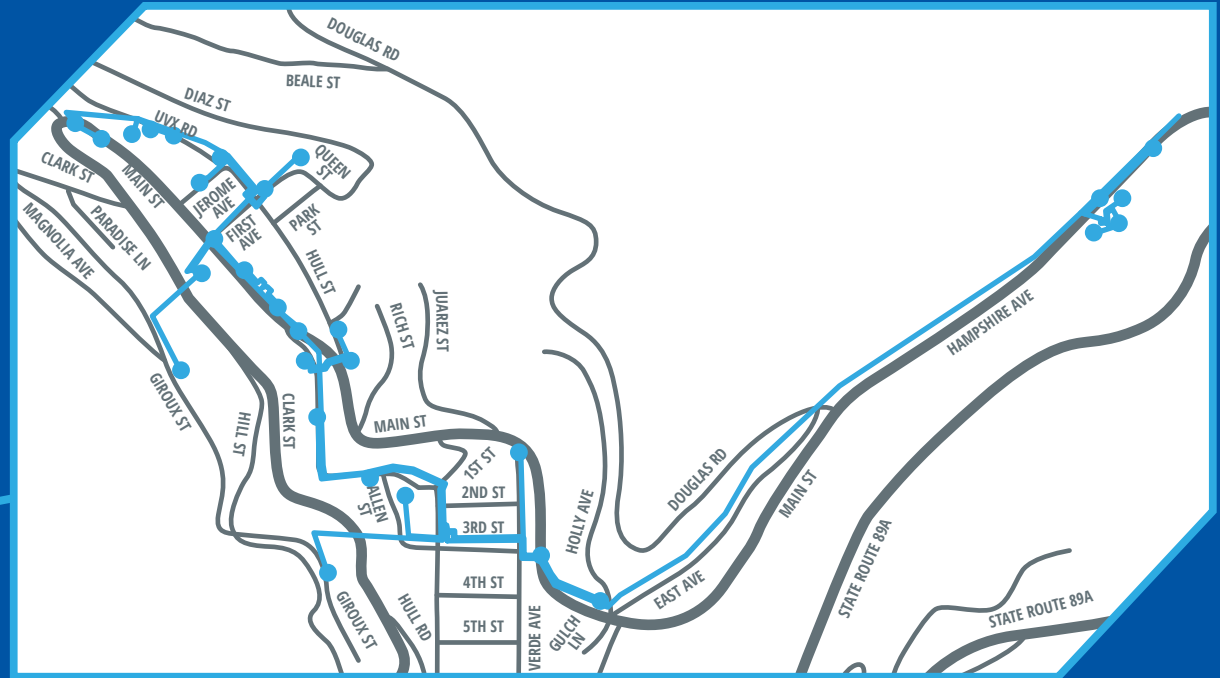 DOUGLAS RD
BEALE ST
DIAZ ST
UVX RD
QUEEN
ST
CLARK ST
MAIN ST
JEROME
AVE
PARK
ST
FIRST
AVE
PARADISE LN
MAGNOLIA AVE
HULL ST
RICH ST
JUAREZ ST
HAMPSHIRE AVE
GIROUX ST
HILL ST
CLARK ST
MAIN ST
1ST ST
2ND ST
ALLEN
ST
3RD ST
HOLLY AVE
DOUGLAS RD
MAIN ST
STATE ROUTE 89A
4TH ST
EAST AVE
GIROUX ST
HULL RD
5TH ST
VERDE AVE
GULCH
LN
STATE ROUTE 89A